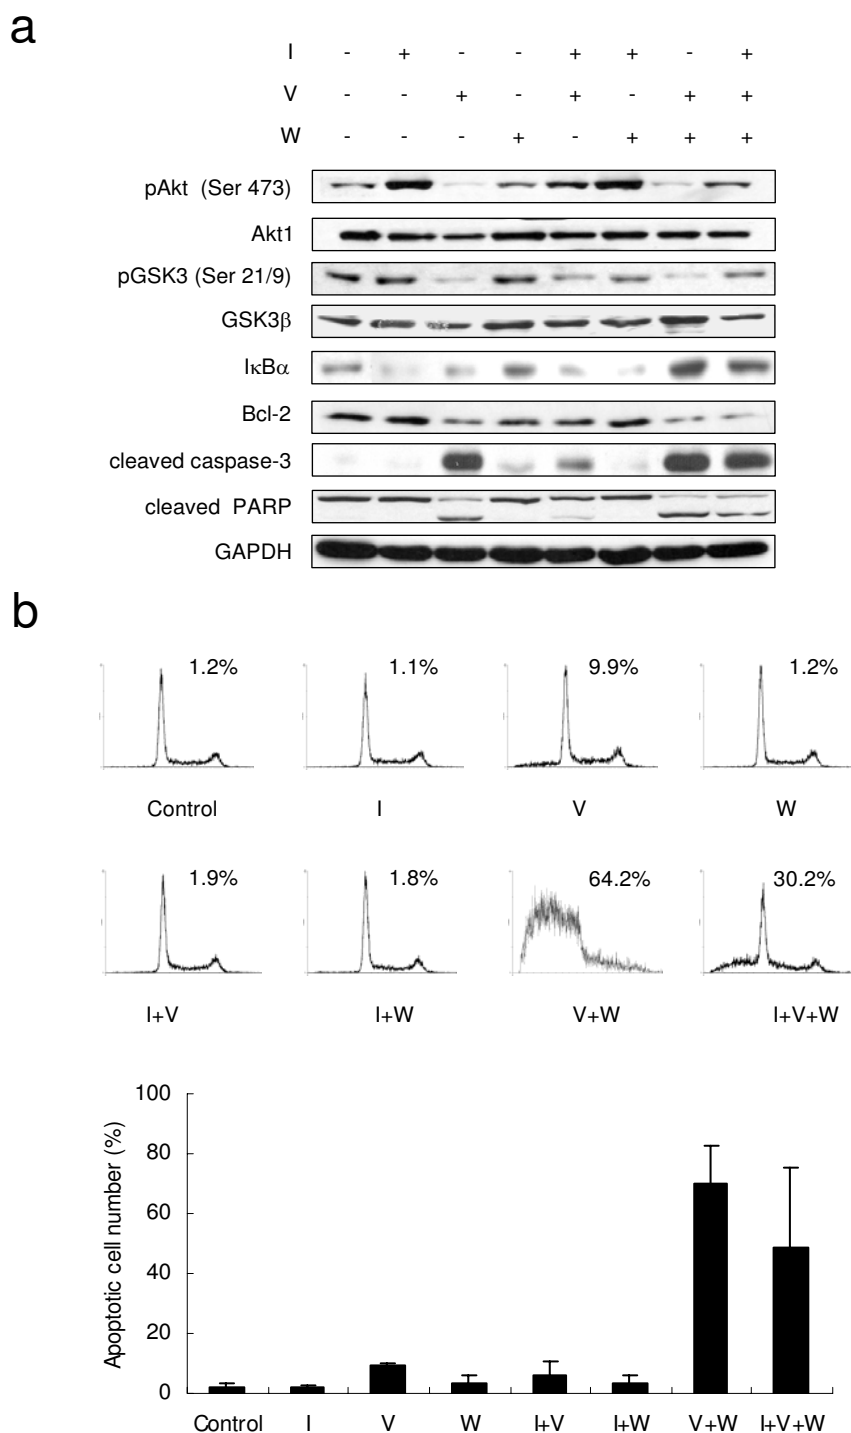 a
I - + - - + + - +
V - - + - + - + +
W - - - + - + + +
pAkt (Ser 473)
Akt1
pGSK3 (Ser 21/9)
GSK3β
IκBα
Bcl-2
cleaved caspase-3
cleaved PARP
GAPDH
b
1.2% 1.1% 9.9% 1.2%
Control I V W
1.9% 1.8% 64.2% 30.2%
I+V I+W V+W I+V+W
Apoptotic cell number (%)
100
80
60
40
20
0
Control I V W I+V I+W V+W I+V+W